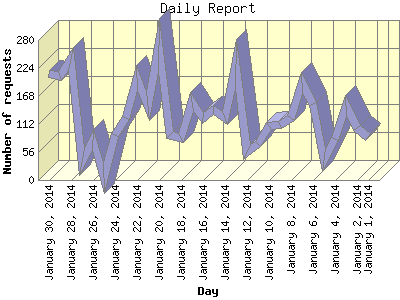 Daily Report
Number of requests
280
224
168
112
56
0
January 30, 2014
January 28, 2014
January 26, 2014
January 24, 2014
January 22, 2014
January 20, 2014
January 18, 2014
January 16, 2014
January 14, 2014
January 12, 2014
January 10, 2014
January 8, 2014
January 6, 2014
January 4, 2014
January 2, 2014
January 1, 2014
Day